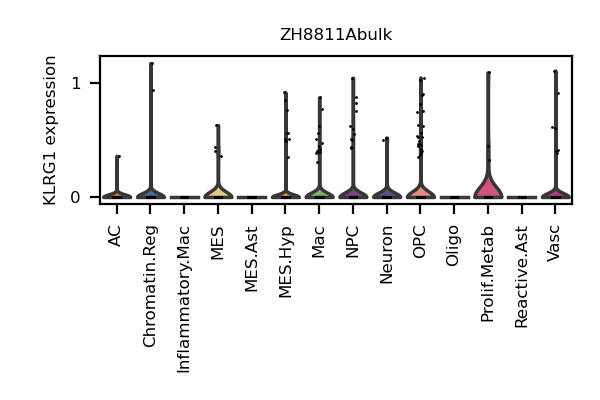 ZH8811Abulk
KLRG1 expression
1
0
AC
Chromatin.Reg
Inflammatory.Mac
MES
MES.Ast
MES.Hyp
Mac
NPC
Neuron
OPC
Oligo
Prolif.Metab
Reactive.Ast
Vasc